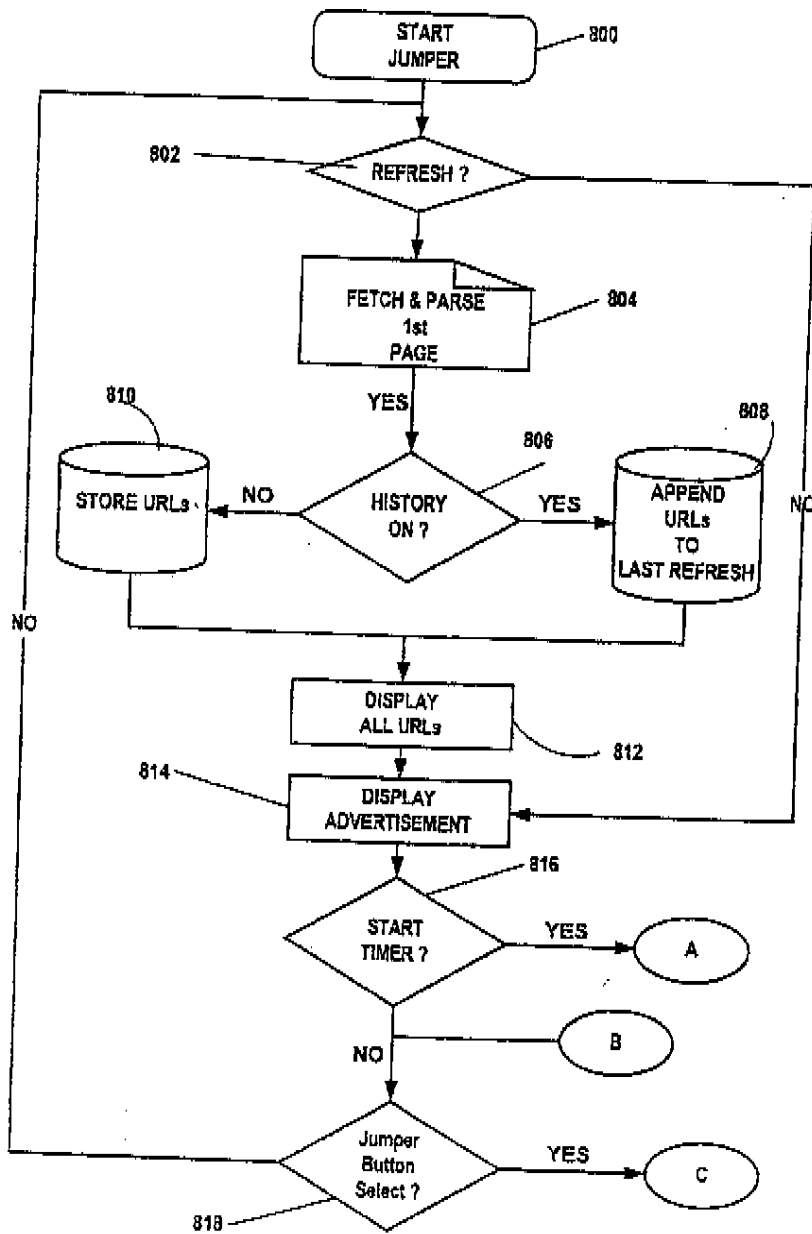 START
JUMPER
800
802
REFRESH ?
FETCH & PARSE
1st
PAGE
804
YES
810
808
806
STORE URLs
NO
HISTORY
ON ?
YES
APPEND
URLs
TO
LAST REFRESH
NO
NO
DISPLAY
ALL URLs
812
814
DISPLAY
ADVERTISEMENT
816
START
TIMER ?
YES
A
B
NO
Jumper
Button
Select ?
YES
C
818